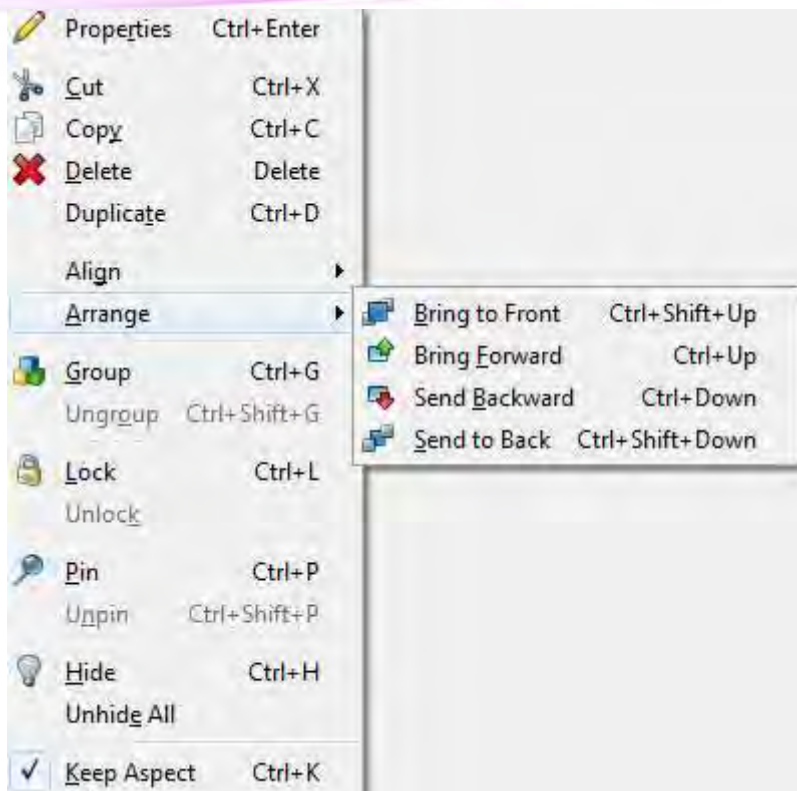 Properties Ctrl+Enter
Cut Ctrl+X
Copy Ctrl+C
Delete Delete
Duplicate Ctrl+D
Align
Arrange
Bring to Front Ctrl+Shift+Up
Bring Forward Ctrl+Up
Send Backward Ctrl+Down
Send to Back Ctrl+Shift+Down
Group Ctrl+G
Ungroup Ctrl+Shift+G
Lock Ctrl+L
Unlock
Pin Ctrl+P
Unpin Ctrl+Shift+P
Hide Ctrl+H
Unhide All
Keep Aspect Ctrl+K